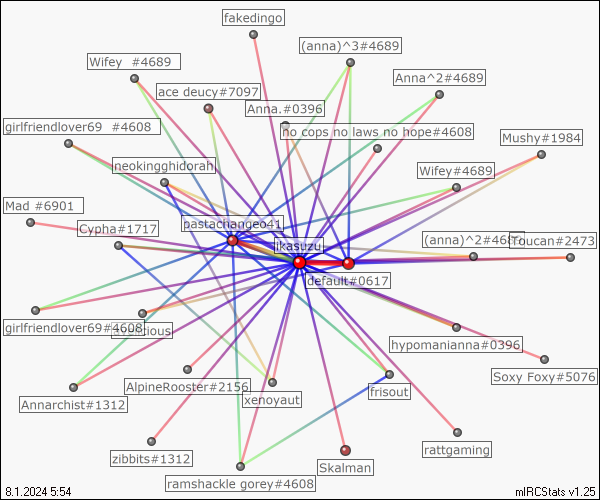 fakedingo
(anna)^3#4689
Wifey #4689
Anna^2#4689
ace deucy#7097
Anna.#0396
girlfriendlover69 #4608
no cops no laws no hope#4608
Mushy#1984
neokingghidorah
Wifey#4689
Mad #6901
Cypha#1717
pastachangeo41
jkasuzu
(anna)^2#4689
Toucan#2473
default#0617
girlfriendlover69#4608
hypomanianna#0396
Soxy Foxy#5076
AlpineRooster#2156
xenoyaut
frisout
Annarchist#1312
zibbits#1312
Skalman
rattgaming
ramshackle gorey#4608
8.1.2024 5:54
mIRCStats v1.25